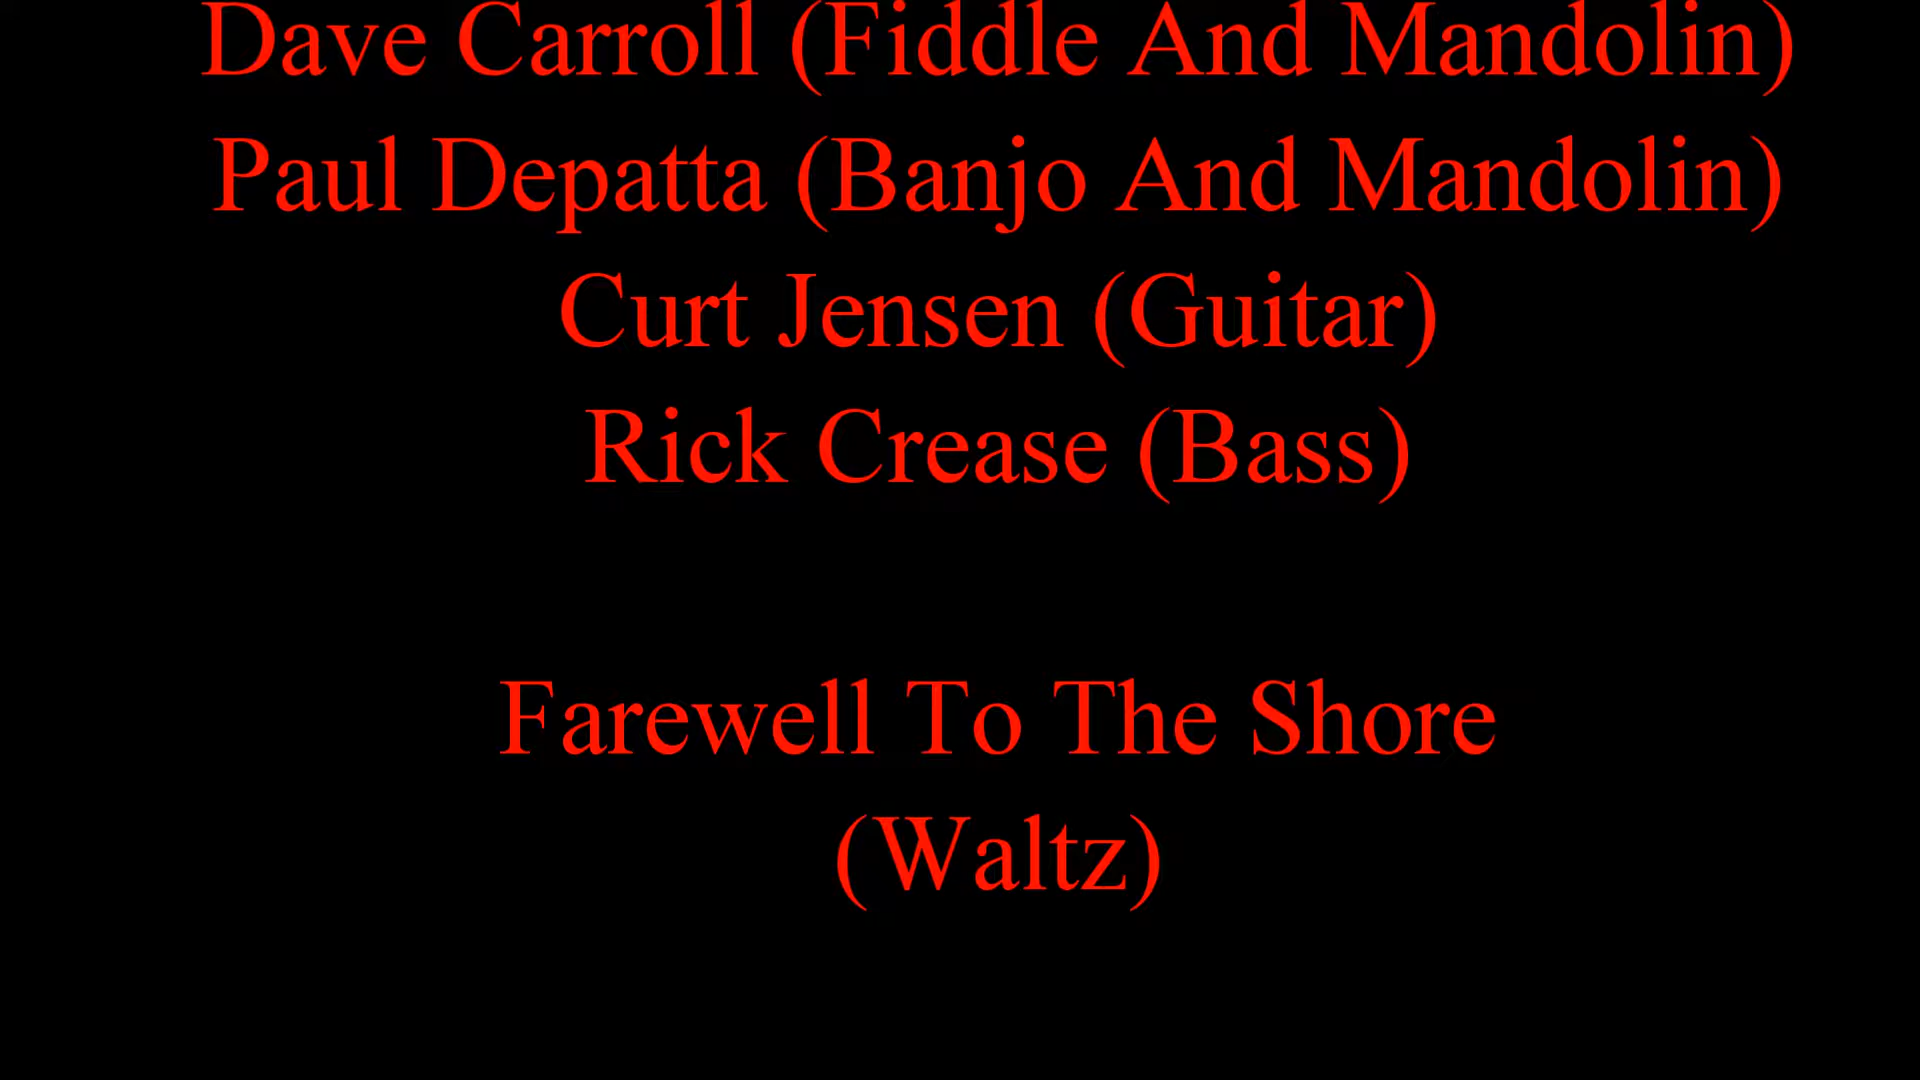 Dave Carroll (Fiddle And Mandolin)
Paul Depatta (Banjo And Mandolin)
Curt Jensen (Guitar)
Rick Crease (Bass)
Farewell To The Shore
(Waltz)